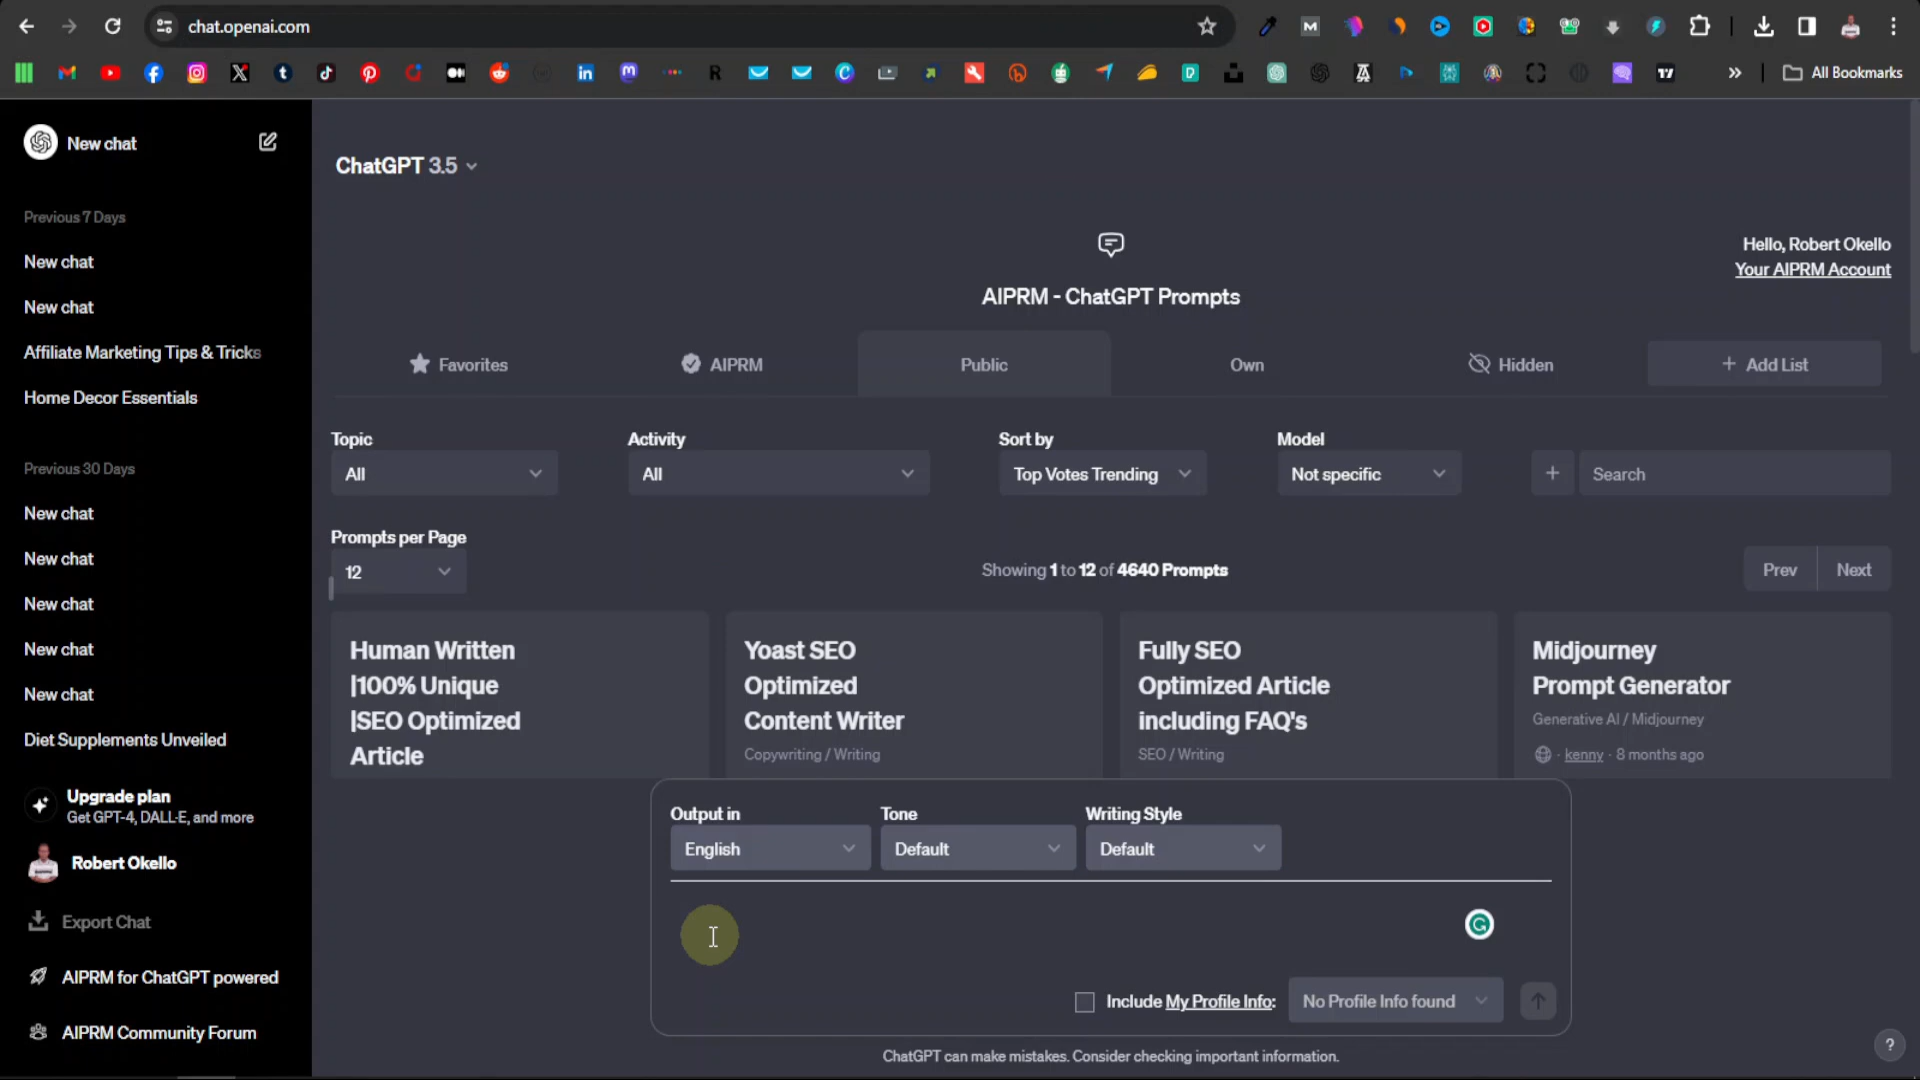 chat.openai.com
All Bookmarks
New chat
Previous 7 Days
New chat
New chat
Affiliate Marketing Tips & Tricks
Home Decor Essentials
Previous 30 Days
New chat
New chat
New chat
New chat
New chat
Diet Supplements Unveiled
Upgrade plan
Get GPT-4, DALL·E, and more
Robert Okello
Export Chat
AIPRM for ChatGPT powered
AIPRM Community Forum
ChatGPT 3.5
Hello, Robert Okello
Your AIPRM Account
AIPRM - ChatGPT Prompts
Favorites
AIPRM
Public
Own
Hidden
+ Add List
Topic
Activity
Sort by
Model
All
All
Top Votes Trending
Not specific
+
Search
Prompts per Page
12
Showing 1 to 12 of 4640 Prompts
Prev
Next
Human Written
|100% Unique
|SEO Optimized
Article
Yoast SEO
Optimized
Content Writer
Copywriting / Writing
Fully SEO
Optimized Article
including FAQ's
SEO / Writing
Midjourney
Prompt Generator
Generative AI / Midjourney
· kenny · 8 months ago
Output in
Tone
Writing Style
English
Default
Default
Include My Profile Info:
No Profile Info found
ChatGPT can make mistakes. Consider checking important information.
?